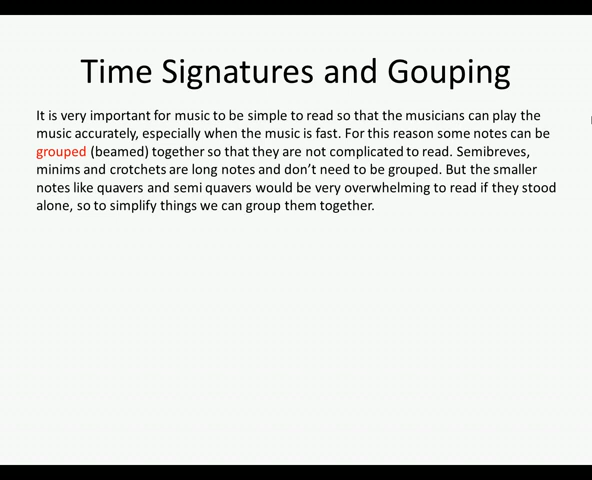 Time Signatures and Gouping
It is very important for music to be simple to read so that the musicians can play the
music accurately, especially when the music is fast. For this reason some notes can be
grouped (beamed) together so that they are not complicated to read. Semibreves,
minims and crotchets are long notes and don't need to be grouped. But the smaller
notes like quavers and semi quavers would be very overwhelming to read if they stood
alone, so to simplify things we can group them together.